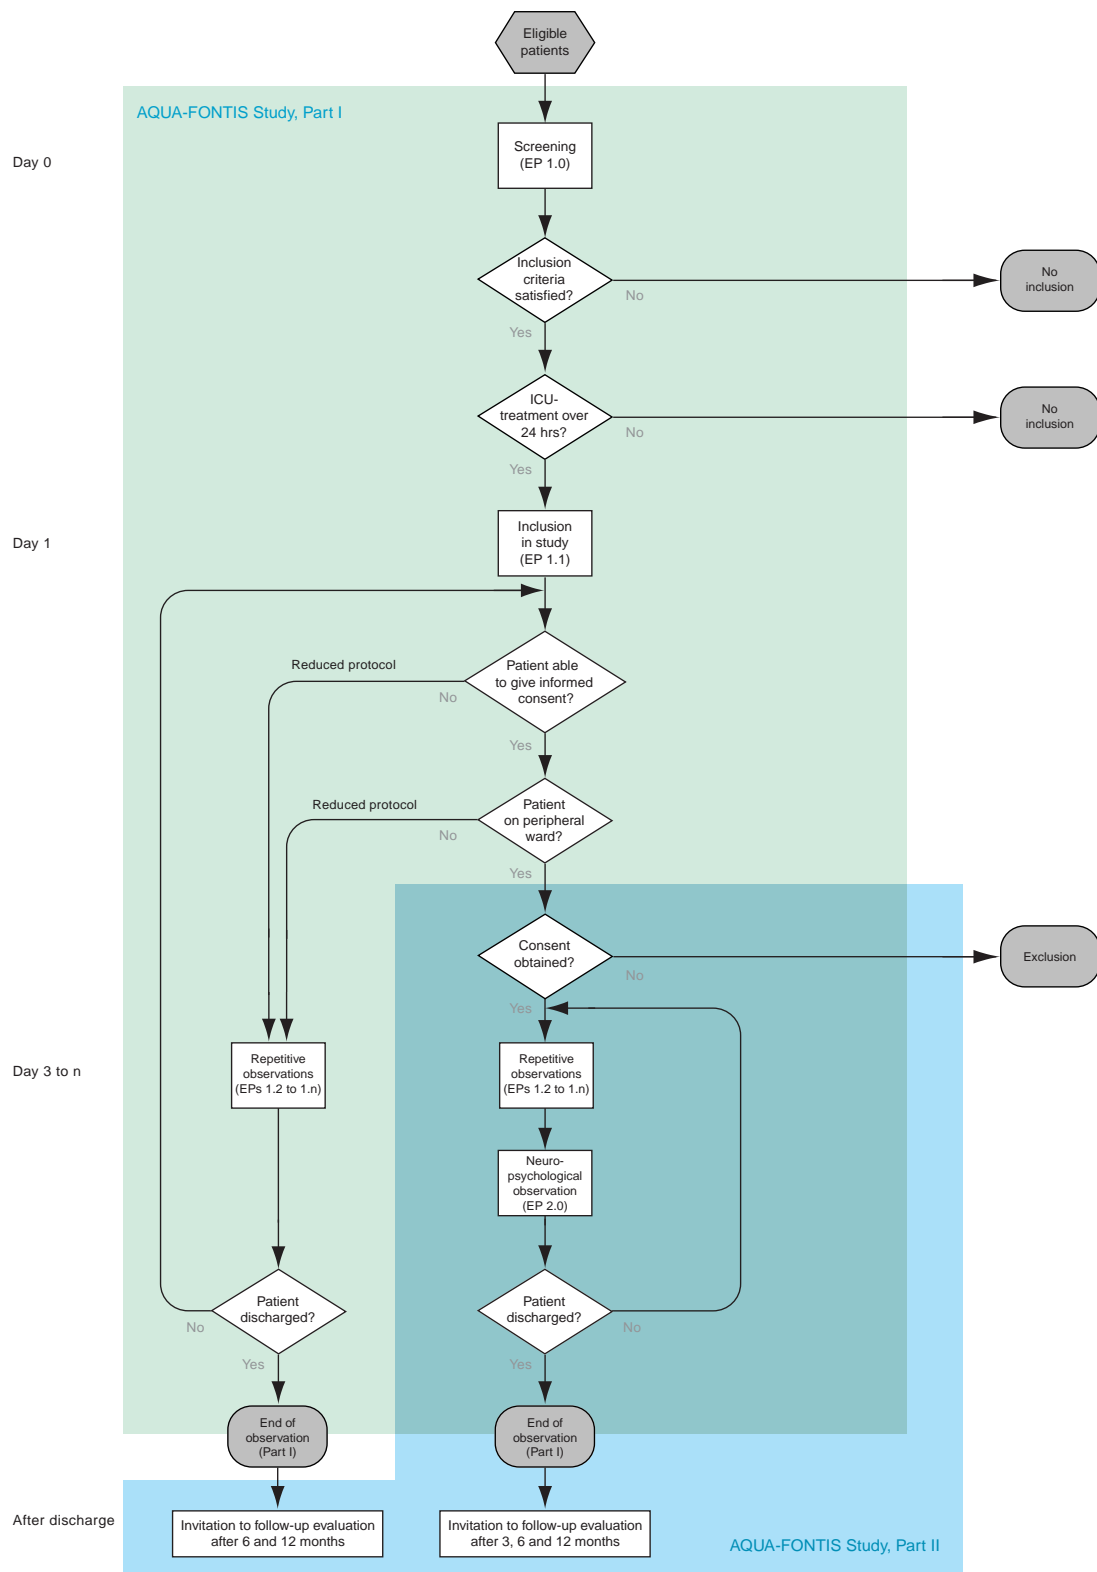 Eligible
patients
AQUA-FONTIS Study, Part I
Day 0
Screening
(EP 1.0)
Inclusion
criteria
satisfied?
No
No
inclusion
Yes
ICU-
treatment over
24 hrs?
No
No
inclusion
Yes
Day 1
Inclusion
in study
(EP 1.1)
Reduced protocol
No
Patient able
to give informed
consent?
Yes
Reduced protocol
No
Patient
on peripheral
ward?
Yes
Consent
obtained?
No
Exclusion
Yes
Day 3 to n
Repetitive
observations
(EPs 1.2 to 1.n)
Repetitive
observations
(EPs 1.2 to 1.n)
Neuro-
psychological
observation
(EP 2.0)
Patient
discharged?
No
Yes
Patient
discharged?
No
Yes
End of
observation
(Part I)
End of
observation
(Part I)
After discharge
Invitation to follow-up evaluation
after 6 and 12 months
Invitation to follow-up evaluation
after 3, 6 and 12 months
AQUA-FONTIS Study, Part II